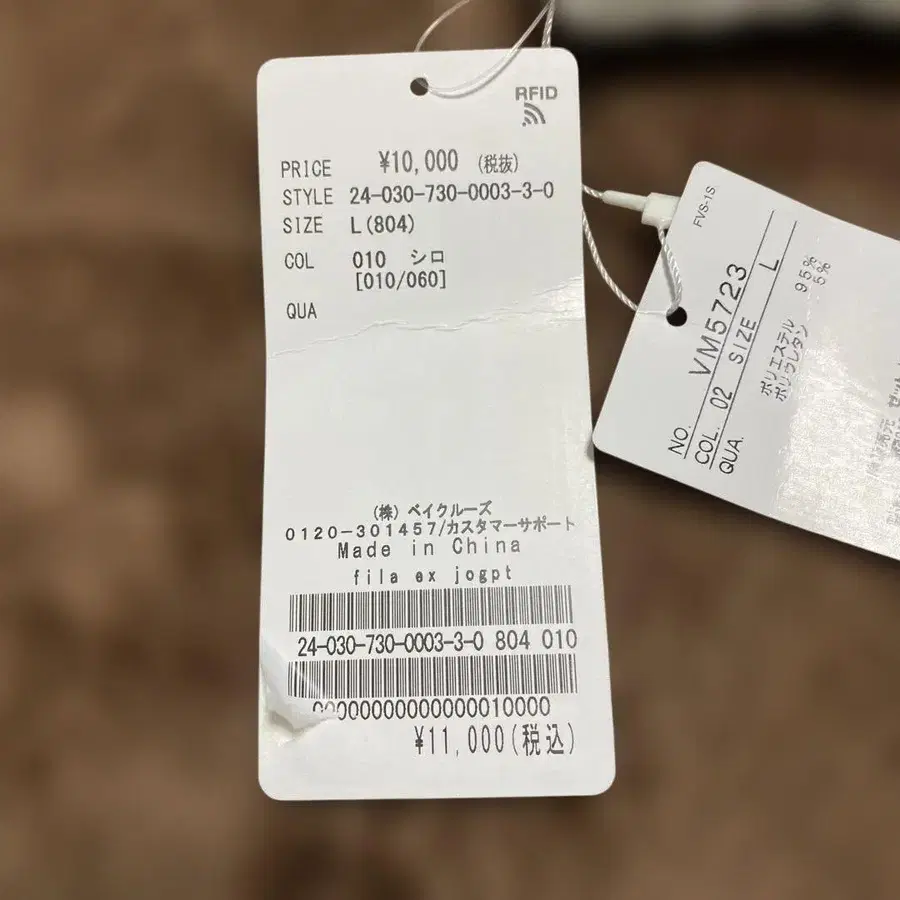 RFID
PRICE ¥10,000 (税抜)
STYLE 24-030-730-0003-3-0
SIZE L(804)
COL 010 シロ
[010/060]
QUA
(株) ベイクルーズ
0120-301457/カスタマーサポート
Made in China
fila ex jogpt
24-030-730-0003-3-0 804 010
00000000000000010000
¥11,000(税込)
FVS-1S
NO. VM5723
COL. 02 SIZE L
QUA.
ポリエステル 95%
ポリウレタン 5%